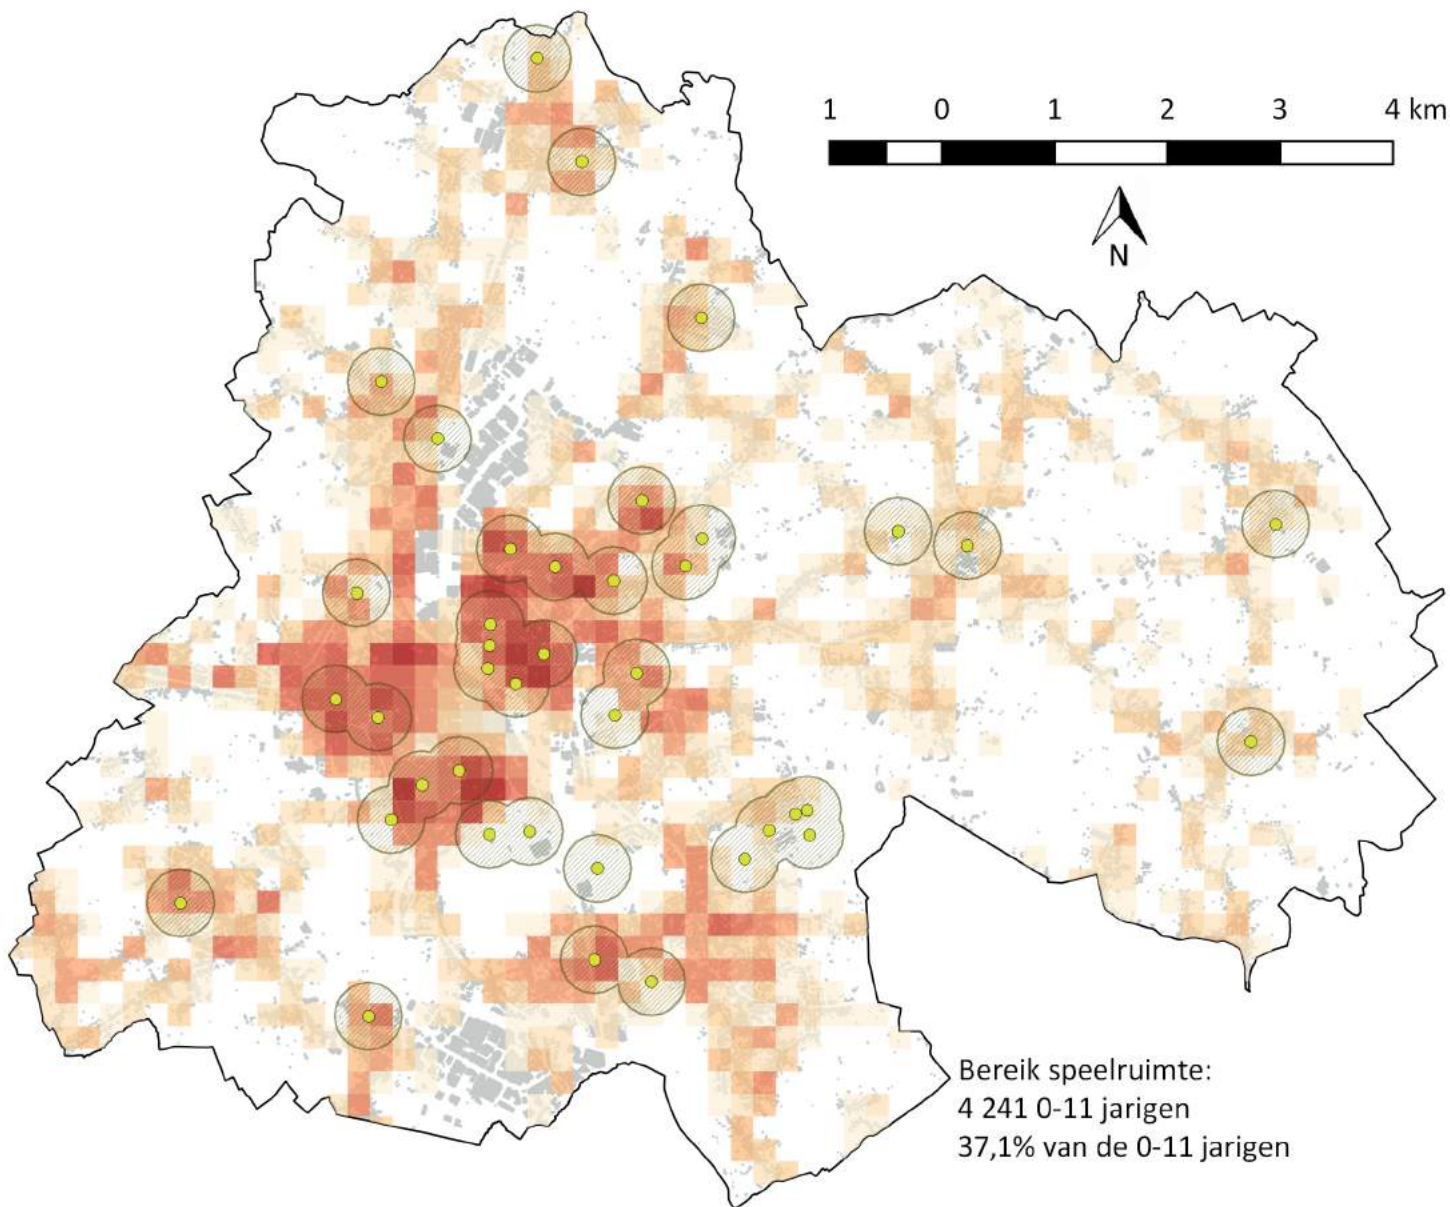 1 0 1 2 3 4 km
N
Bereik speelruimte:
4 241 0-11 jarigen
37,1% van de 0-11 jarigen